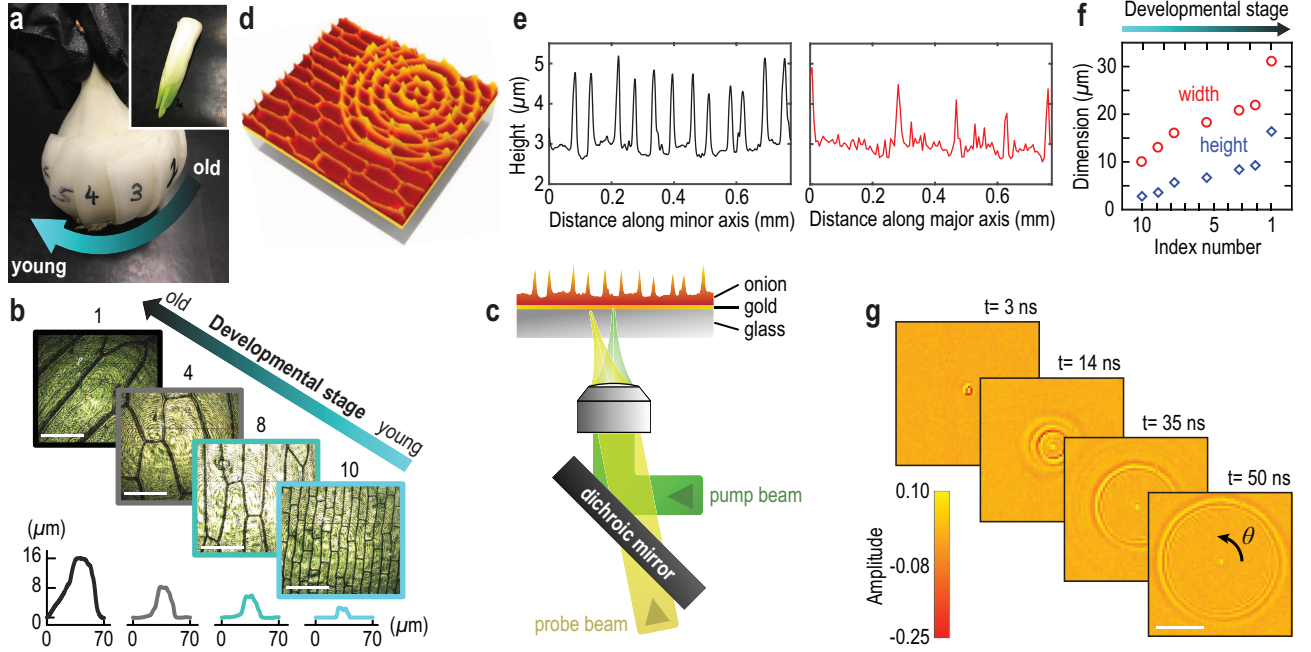 a
old
5
4
3
2
young
b
1
old
Developmental stage
young
4
8
10
(µm)
16
8
0
0 70
0 70
0 70
0 70
(µm)
d
e
Height (µm)
5
4
3
2
0 0.2 0.4 0.6
Distance along minor axis (mm)
0 0.2 0.4 0.6
Distance along major axis (mm)
c
onion
gold
glass
dichroic mirror
pump beam
probe beam
f
Developmental stage
Dimension (µm)
30
20
10
0
width
height
10 5 1
Index number
g
t= 3 ns
t= 14 ns
t= 35 ns
t= 50 ns
θ
Amplitude
0.10
-0.08
-0.25